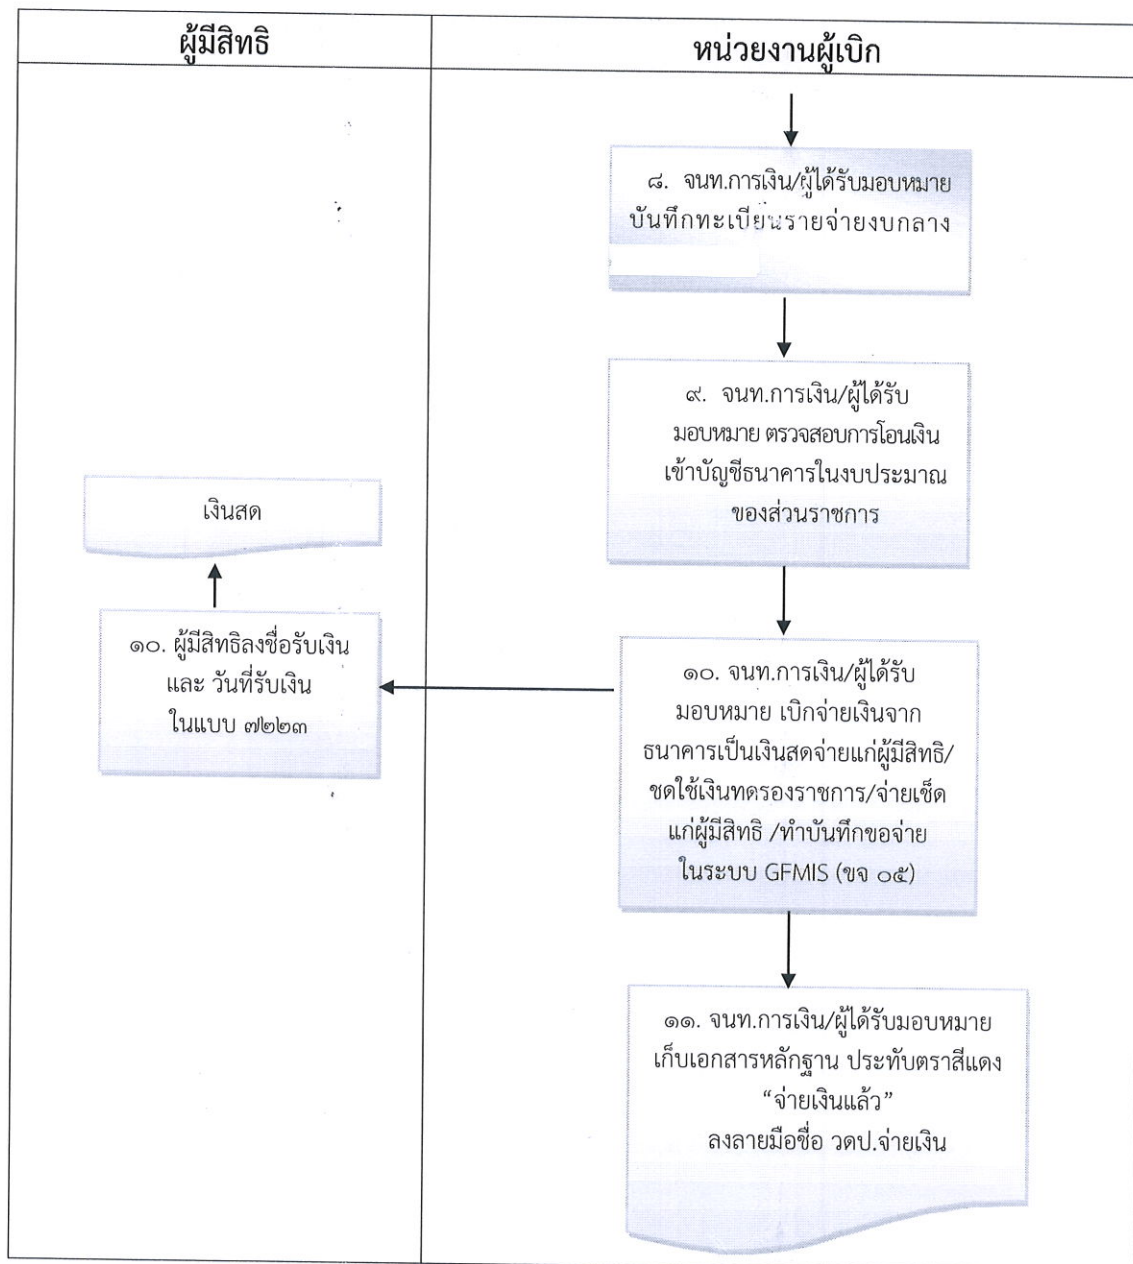 ผู้มีสิทธิ
หน่วยงานผู้เบิก
๘. จนท.การเงิน/ผู้ได้รับมอบหมาย
บันทึกทะเบียนรายจ่ายงบกลาง
๙. จนท.การเงิน/ผู้ได้รับ
มอบหมาย ตรวจสอบการโอนเงิน
เข้าบัญชีธนาคารในงบประมาณ
ของส่วนราชการ
เงินสด
๑๐. ผู้มีสิทธิลงชื่อรับเงิน
และ วันที่รับเงิน
ในแบบ ๗๒๒๓
๑๐. จนท.การเงิน/ผู้ได้รับ
มอบหมาย เบิกจ่ายเงินจาก
ธนาคารเป็นเงินสดจ่ายแก่ผู้มีสิทธิ/
ชดใช้เงินทดรองราชการ/จ่ายเช็ค
แก่ผู้มีสิทธิ /ทำบันทึกขอจ่าย
ในระบบ GFMIS (ขจ ๐๕)
๑๑. จนท.การเงิน/ผู้ได้รับมอบหมาย
เก็บเอกสารหลักฐาน ประทับตราสีแดง
“จ่ายเงินแล้ว”
ลงลายมือชื่อ วดป.จ่ายเงิน